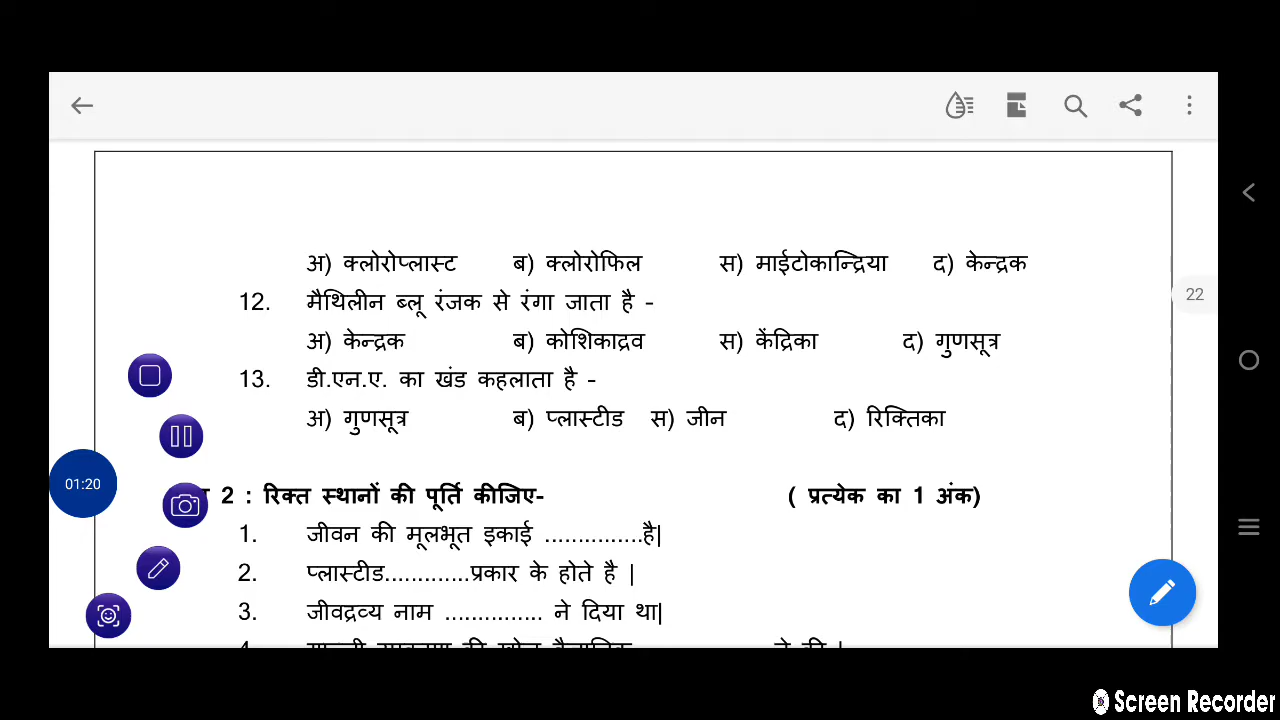 अ) क्लोरोप्लास्ट ब) क्लोरोफिल स) माईटोकान्द्रिया द) केन्द्रक
12. मैथिलीन ब्लू रंजक से रंगा जाता है -
22
अ) केन्द्रक ब) कोशिकाद्रव स) केंद्रिका द) गुणसूत्र
13. डी.एन.ए. का खंड कहलाता है -
अ) गुणसूत्र ब) प्लास्टीड स) जीन द) रिक्तिका
01:20
2 : रिक्त स्थानों की पूर्ति कीजिए- ( प्रत्येक का 1 अंक)
1. जीवन की मूलभूत इकाई ...............है|
2. प्लास्टीड.............प्रकार के होते है |
3. जीवद्रव्य नाम ............... ने दिया था|
Screen Recorder